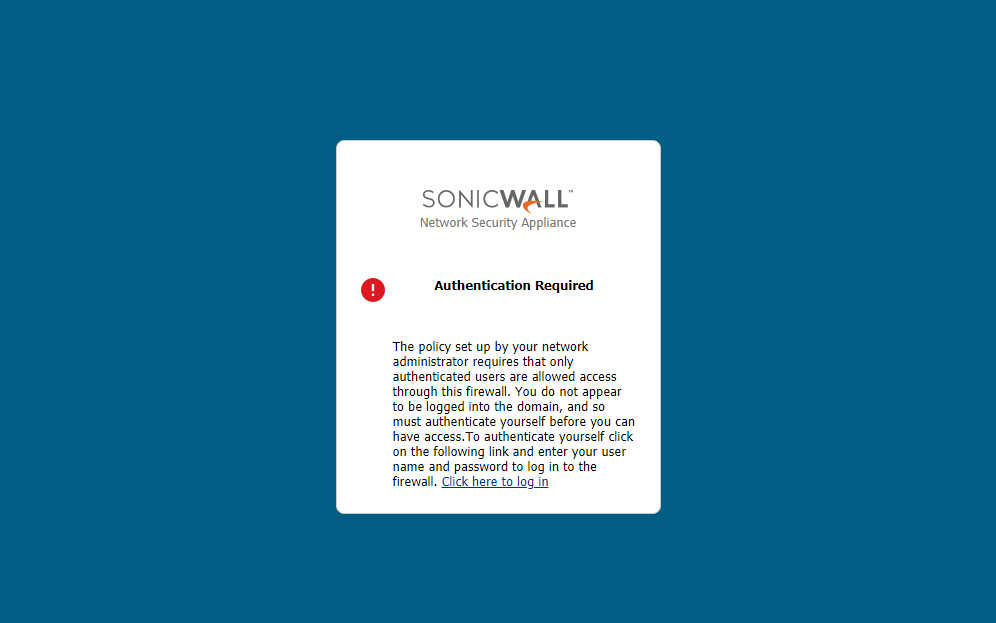 SONICWALL™
Network Security Appliance
!
Authentication Required
The policy set up by your network
administrator requires that only
authenticated users are allowed access
through this firewall. You do not appear
to be logged into the domain, and so
must authenticate yourself before you can
have access.To authenticate yourself click
on the following link and enter your user
name and password to log in to the
firewall. Click here to log in